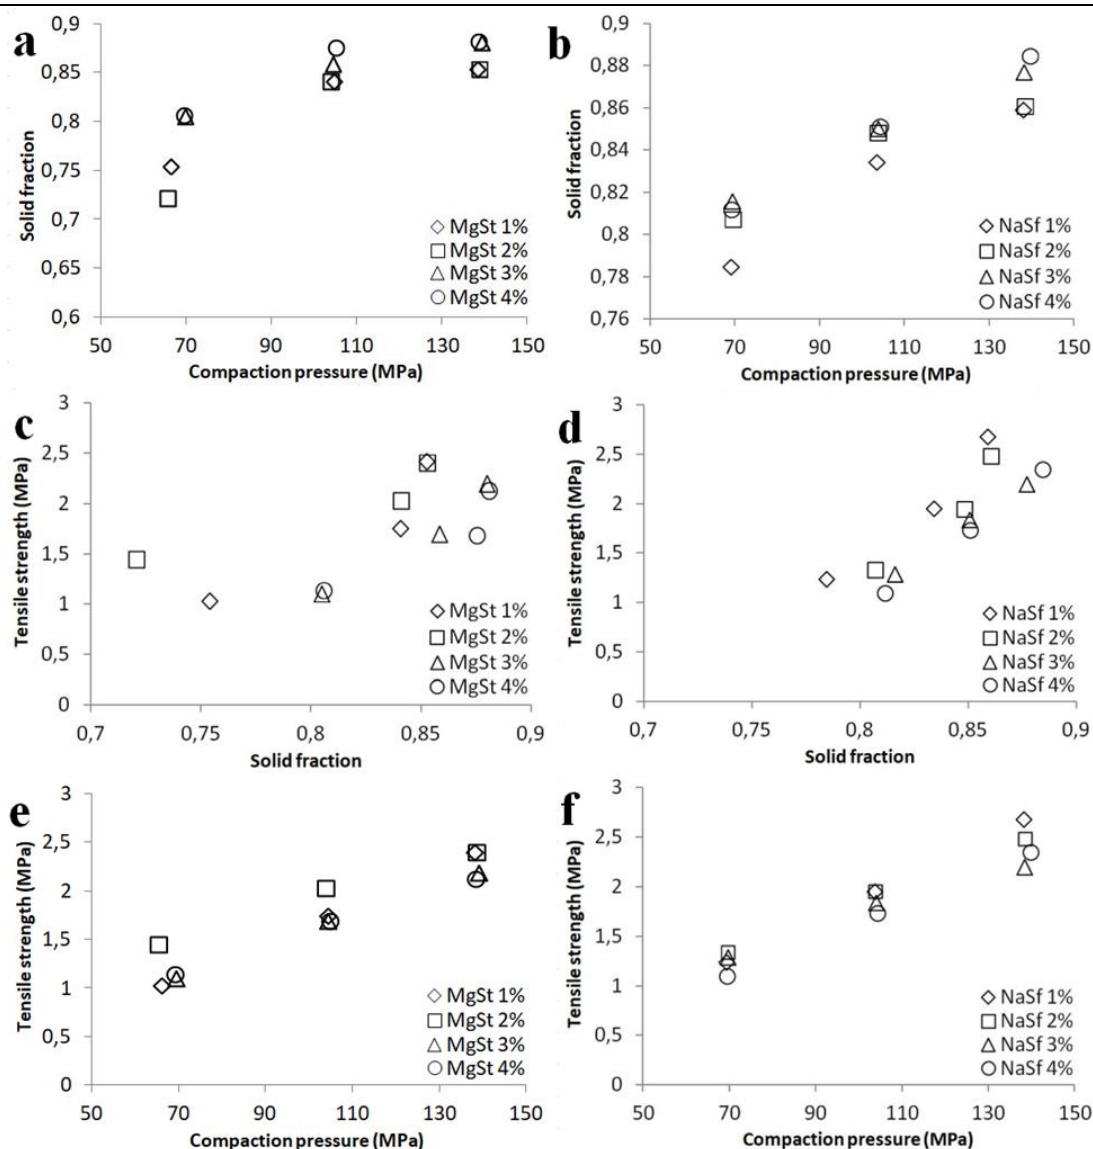 a
0,9
0,85
0,8
0,75
0,7
0,65
0,6
Solid fraction
MgSt 1%
MgSt 2%
MgSt 3%
MgSt 4%
50 70 90 110 130 150
Compaction pressure (MPa)
b
0,9
0,88
0,86
0,84
0,82
0,8
0,78
0,76
Solid fraction
NaSf 1%
NaSf 2%
NaSf 3%
NaSf 4%
50 70 90 110 130 150
Compaction pressure (MPa)
c
3
2,5
2
1,5
1
0,5
0
Tensile strength (MPa)
MgSt 1%
MgSt 2%
MgSt 3%
MgSt 4%
0,7 0,75 0,8 0,85 0,9
Solid fraction
d
3
2,5
2
1,5
1
0,5
0
Tensile strength (MPa)
NaSf 1%
NaSf 2%
NaSf 3%
NaSf 4%
0,7 0,75 0,8 0,85 0,9
Solid fraction
e
3
2,5
2
1,5
1
0,5
0
Tensile strength (MPa)
MgSt 1%
MgSt 2%
MgSt 3%
MgSt 4%
50 70 90 110 130 150
Compaction pressure (MPa)
f
3
2,5
2
1,5
1
0,5
0
Tensile strength (MPa)
NaSf 1%
NaSf 2%
NaSf 3%
NaSf 4%
50 70 90 110 130 150
Compaction pressure (MPa)